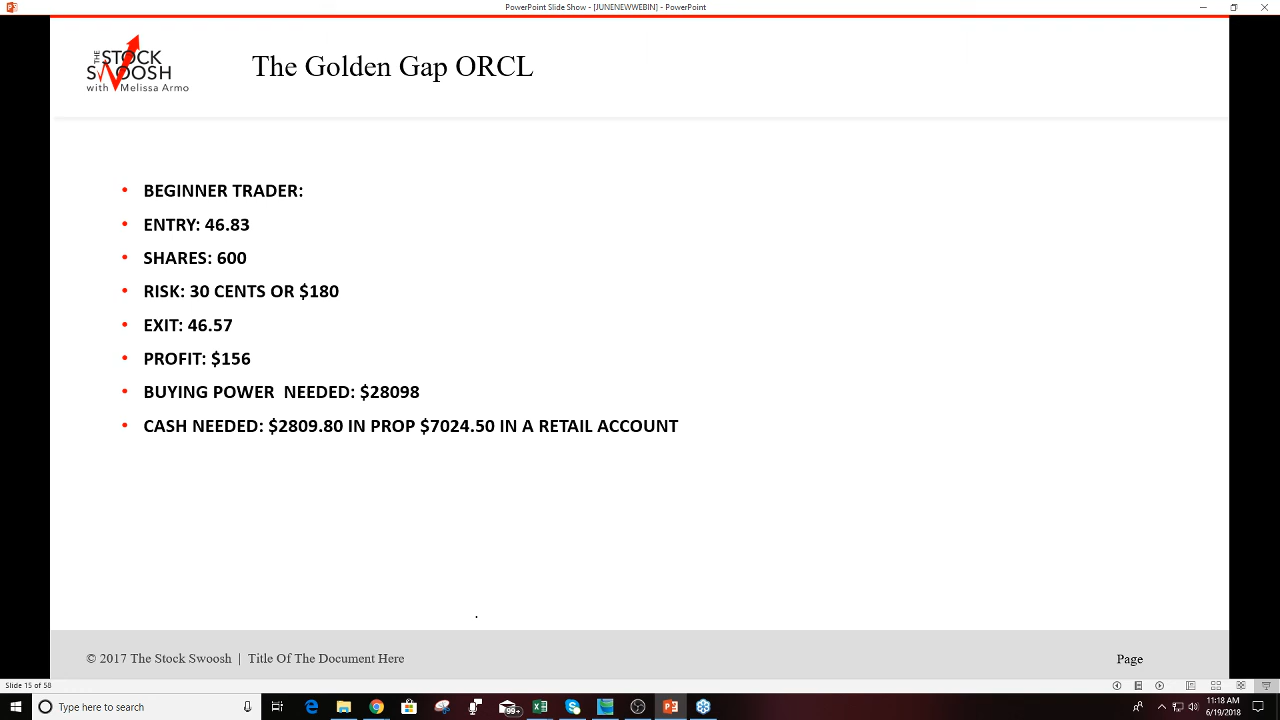 PowerPoint Slide Show - [JUNENEWWEBIN] - PowerPoint
THE STOCK
SWOOSH
with Melissa Armo
The Golden Gap ORCL
• BEGINNER TRADER:
• ENTRY: 46.83
• SHARES: 600
• RISK: 30 CENTS OR $180
• EXIT: 46.57
• PROFIT: $156
• BUYING POWER  NEEDED: $28098
• CASH NEEDED: $2809.80 IN PROP $7024.50 IN A RETAIL ACCOUNT
© 2017 The Stock Swoosh | Title Of The Document Here
Page
Slide 15 of 58
Type here to search
99+
11:18 AM
6/19/2018